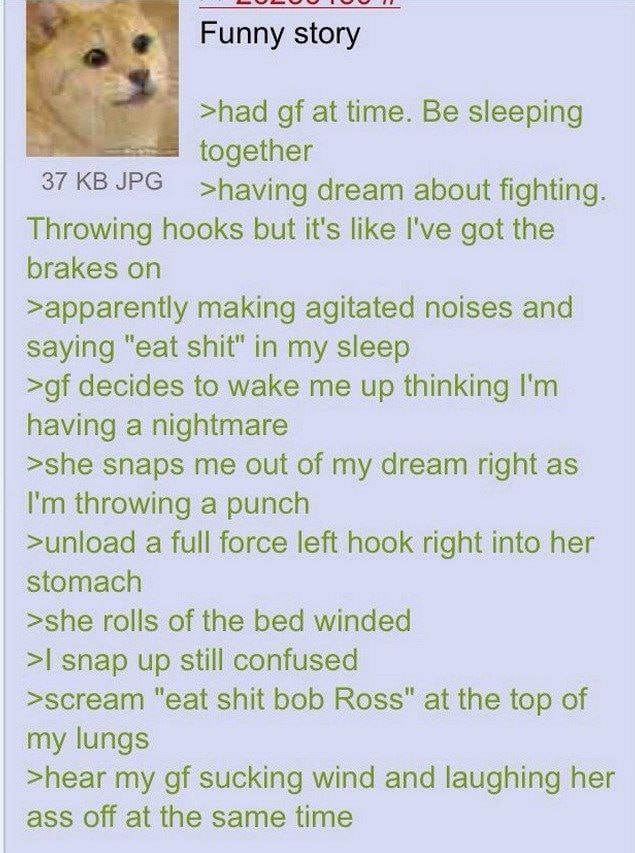 Funny story
>had gf at time. Be sleeping
together
37 KB JPG
>having dream about fighting.
Throwing hooks but it's like I've got the
brakes on
>apparently making agitated noises and
saying "eat shit" in my sleep
>gf decides to wake me up thinking I'm
having a nightmare
>she snaps me out of my dream right as
I'm throwing a punch
>unload a full force left hook right into her
stomach
>she rolls of the bed winded
>I snap up still confused
>scream "eat shit bob Ross" at the top of
my lungs
>hear my gf sucking wind and laughing her
ass off at the same time